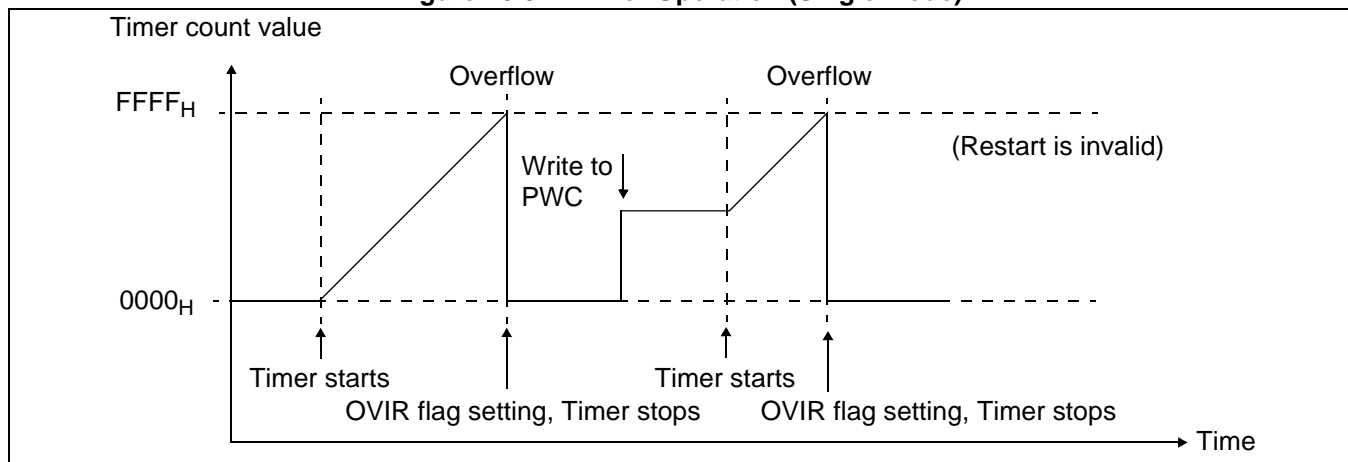 Timer count value
Overflow
Overflow
FFFFH
(Restart is invalid)
Write to
PWC
0000H
Timer starts
Timer starts
OVIR flag setting, Timer stops
OVIR flag setting, Timer stops
Time